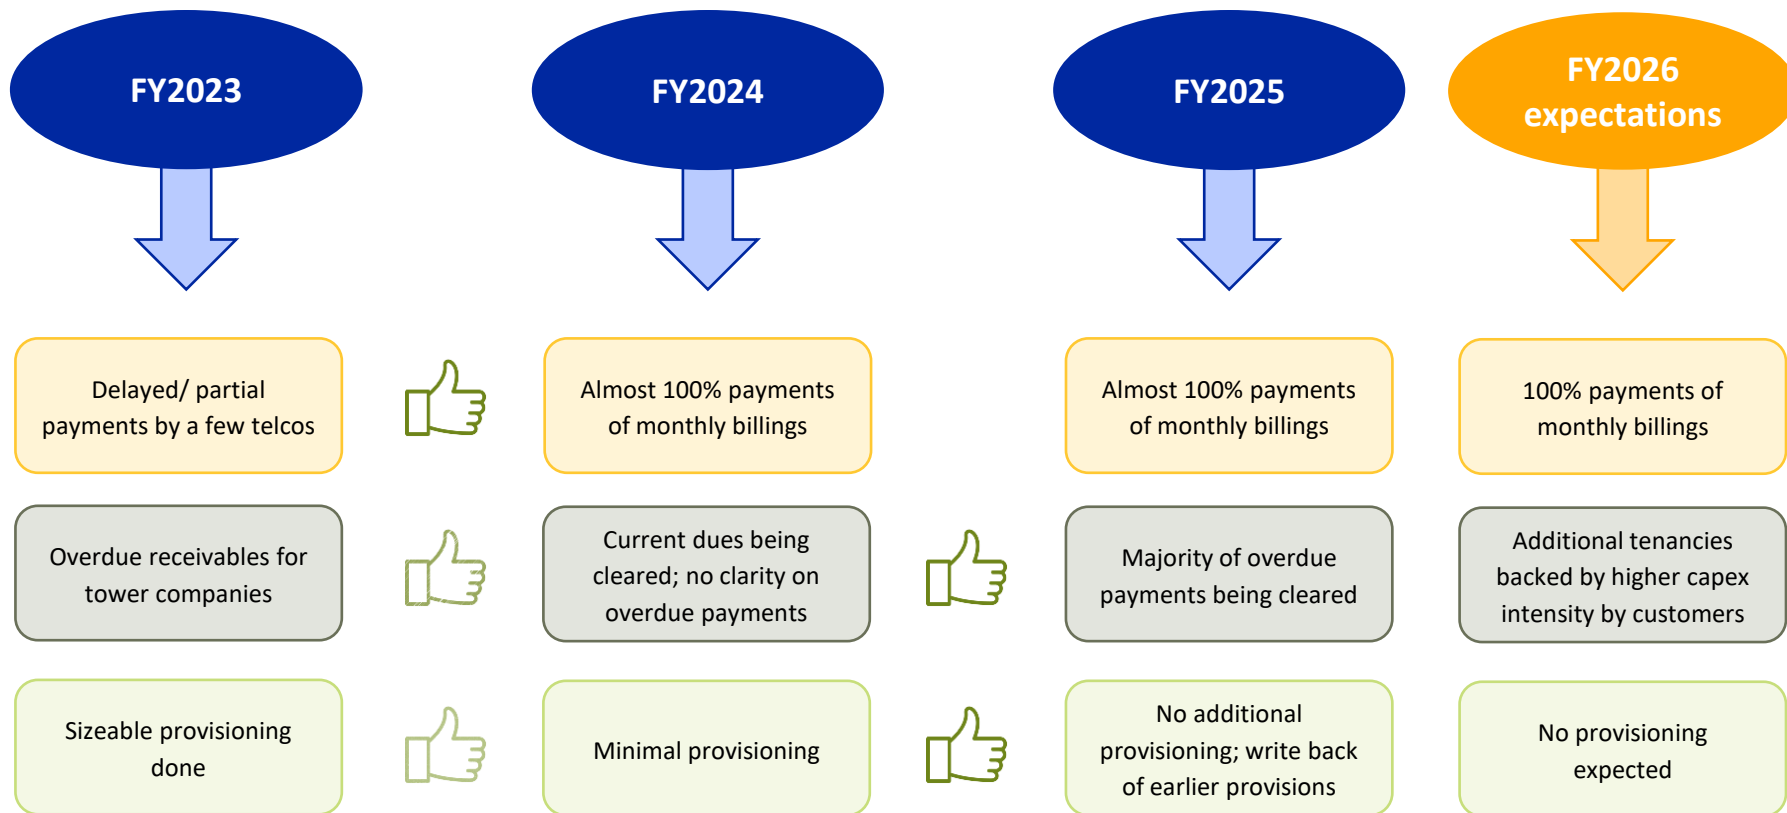 FY2023
FY2024
FY2025
FY2026
expectations
Delayed/ partial
payments by a few telcos
Almost 100% payments
of monthly billings
Almost 100% payments
of monthly billings
100% payments of
monthly billings
Overdue receivables for
tower companies
Current dues being
cleared; no clarity on
overdue payments
Majority of overdue
payments being cleared
Additional tenancies
backed by higher capex
intensity by customers
Sizeable provisioning
done
Minimal provisioning
No additional
provisioning; write back
of earlier provisions
No provisioning
expected